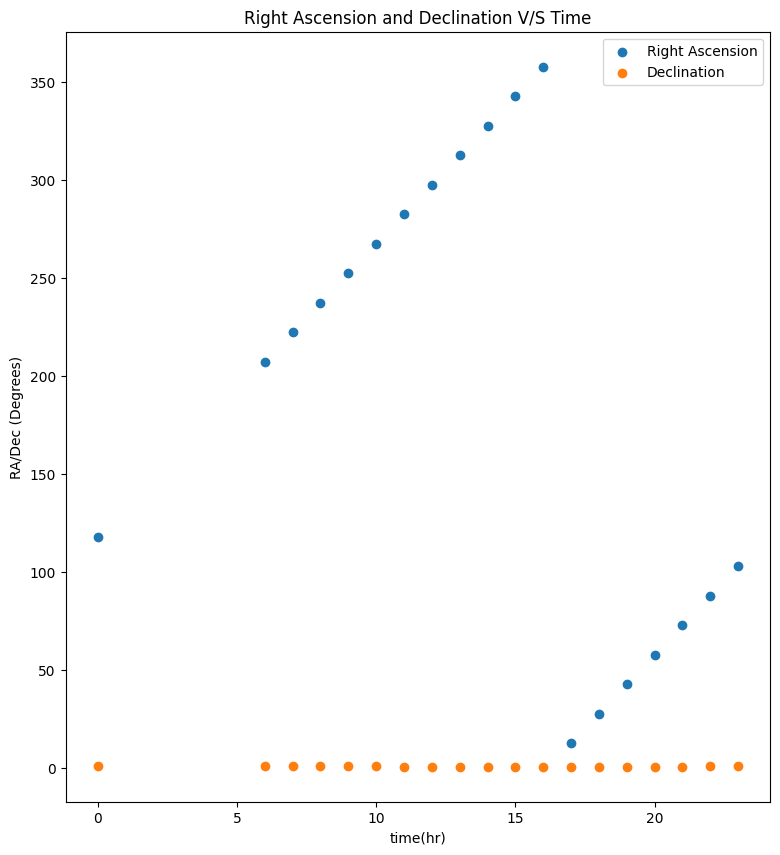 Right Ascension and Declination V/S Time
Right Ascension
Declination
RA/Dec (Degrees)
350
300
250
200
150
100
50
0
0 5 10 15 20
time(hr)